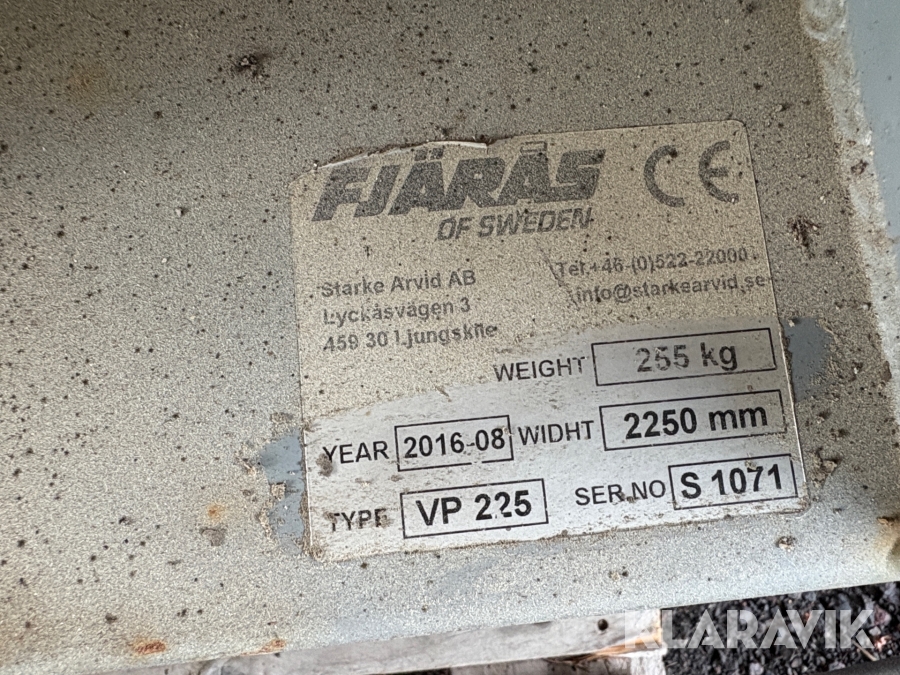 FJÄRÅS
OF SWEDEN
CE
Starke Arvid AB
Lyckåsvägen 3
459 30 Ljungskile
Tel.+46-(0)522-22000
info@starkearvid.se
WEIGHT 255 kg
YEAR 2016-08 WIDHT 2250 mm
TYPE VP 225 SER.NO S 1071
KLARAVIK